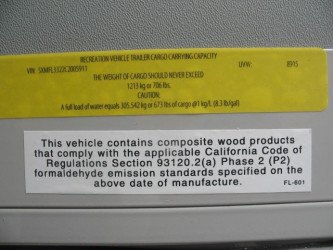 RECREATION VEHICLE TRAILER CARGO CARRYING CAPACITY
VIN UVW: 8915
THE WEIGHT OF CARGO SHOULD NEVER EXCEED
1213 kg or 706 lbs.
CAUTION:
A full load of water equals 305.542 kg or 673 lbs of cargo @1 kg/L (8.3 lb/gal)
This vehicle contains composite wood products
that comply with the applicable California Code of
Regulations Section 93120.2(a) Phase 2 (P2)
formaldehyde emission standards specified on the
above date of manufacture.
FL-601